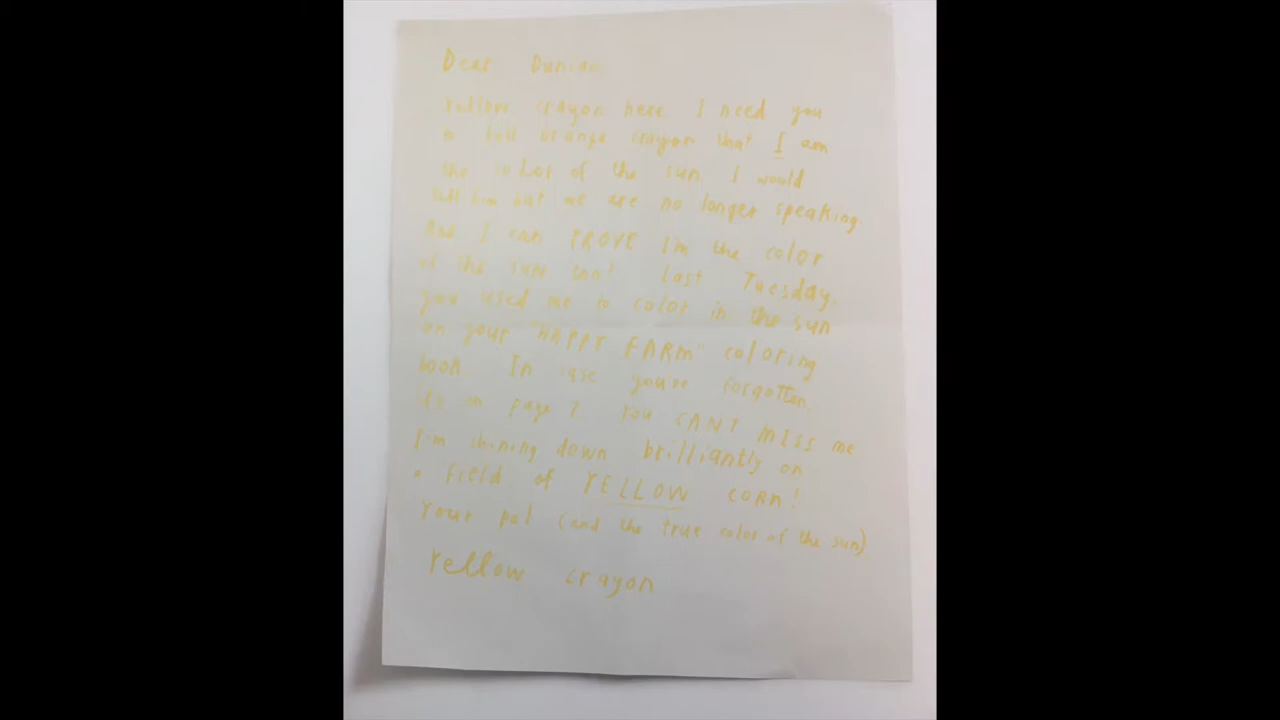 Dear Duncan
Yellow crayon here. I need you
to tell orange crayon that I am
the color of the sun. I would
tell him but we are no longer speaking.
And I can PROVE I'm the color
of the sun too! Last Tuesday,
you used me to color in the sun
on your "HAPPY FARM" coloring
book. In case you've forgotten,
it's on page 7. You CAN'T MISS me
I'm shining down brilliantly on
a field of YELLOW CORN!
Your pal (and the true color of the sun)
Yellow crayon